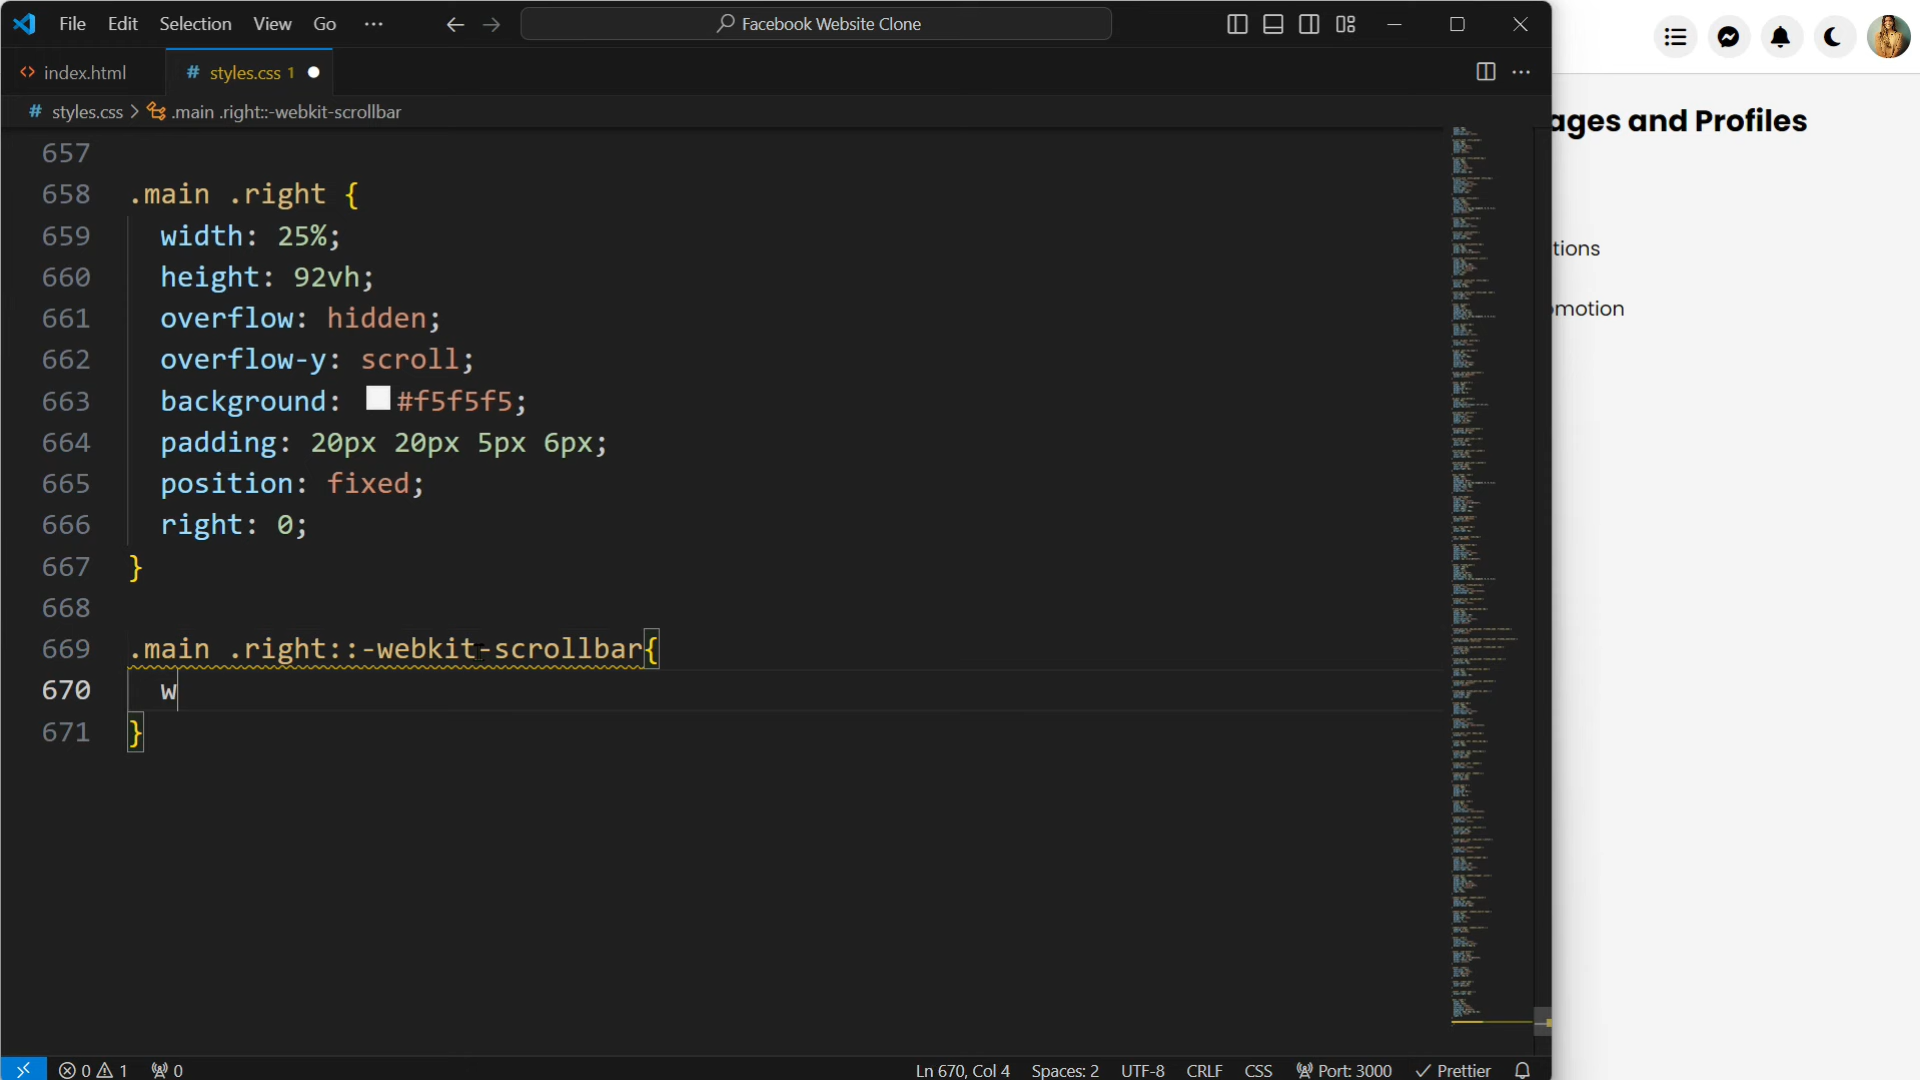 File Edit Selection View Go ··· Facebook Website Clone
index.html styles.css 1
styles.css > .main .right::-webkit-scrollbar
657
658 .main .right {
659 width: 25%;
660 height: 92vh;
661 overflow: hidden;
662 overflow-y: scroll;
663 background: #f5f5f5;
664 padding: 20px 20px 5px 6px;
665 position: fixed;
666 right: 0;
667 }
668
669 .main .right::-webkit-scrollbar{
670 w
671 }
0 1 0 Ln 670, Col 4 Spaces: 2 UTF-8 CRLF CSS Port: 3000 Prettier
ages and Profiles
tions
motion